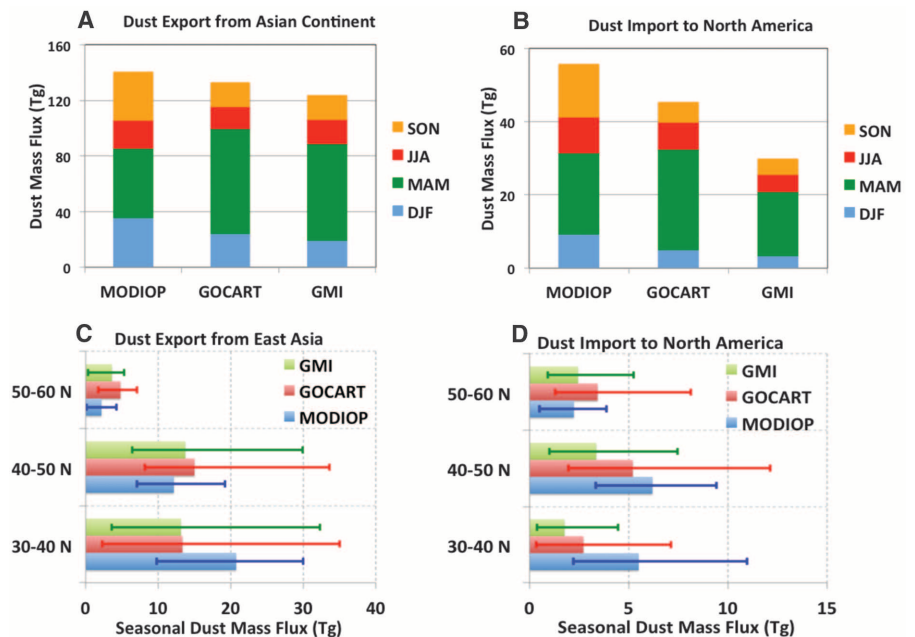 A Dust Export from Asian Continent
Dust Mass Flux (Tg)
160
120
80
40
0
SON
JJA
MAM
DJF
MODIOP GOCART GMI
B Dust Import to North America
Dust Mass Flux (Tg)
60
40
20
0
SON
JJA
MAM
DJF
MODIOP GOCART GMI
C Dust Export from East Asia
50-60 N
40-50 N
30-40 N
GMI
GOCART
MODIOP
0 10 20 30 40
Seasonal Dust Mass Flux (Tg)
D Dust Import to North America
50-60 N
40-50 N
30-40 N
GMI
GOCART
MODIOP
0 5 10 15
Seasonal Dust Mass Flux (Tg)